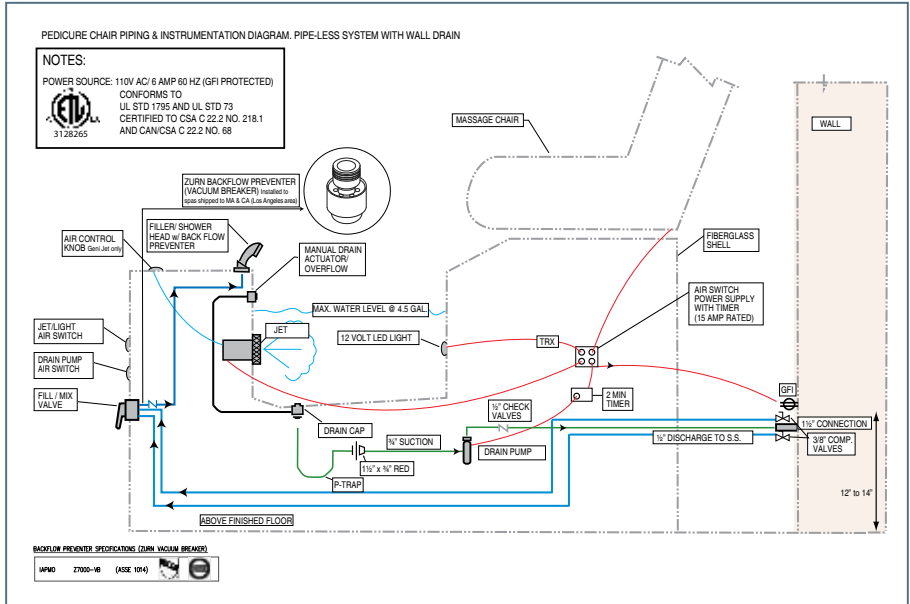 PEDICURE CHAIR PIPING & INSTRUMENTATION DIAGRAM. PIPE-LESS SYSTEM WITH WALL DRAIN
NOTES:
POWER SOURCE: 110V AC/ 6 AMP 60 HZ (GFI PROTECTED)
CONFORMS TO
UL STD 1795 AND UL STD 73
CERTIFIED TO CSA C 22.2 NO. 218.1
AND CAN/CSA C 22.2 NO. 68
ETL
3128265
MASSAGE CHAIR
WALL
ZURN BACKFLOW PREVENTER
(VACUUM BREAKER) Installed to
spas shipped to MA & CA (Los Angeles area)
FILLER/ SHOWER
HEAD w/ BACK FLOW
PREVENTER
AIR CONTROL
KNOB Geni Jet only
MANUAL DRAIN
ACTUATOR/
OVERFLOW
FIBERGLASS
SHELL
AIR SWITCH
POWER SUPPLY
WITH TIMER
(15 AMP RATED)
MAX. WATER LEVEL @ 4.5 GAL.
JET/LIGHT
AIR SWITCH
JET
12 VOLT LED LIGHT
TRX
DRAIN PUMP
AIR SWITCH
FILL / MIX
VALVE
2 MIN
TIMER
GFI
½" CHECK
VALVES
1½" CONNECTION
DRAIN CAP
¾" SUCTION
½" DISCHARGE TO S.S.
3/8" COMP.
VALVES
DRAIN PUMP
1½" x ¾" RED
P-TRAP
12" to 14"
ABOVE FINISHED FLOOR
BACKFLOW PREVENTER SPECIFICATIONS (ZURN VACUUM BREAKER)
IAPMO Z7000-VB (ASSE 1014)